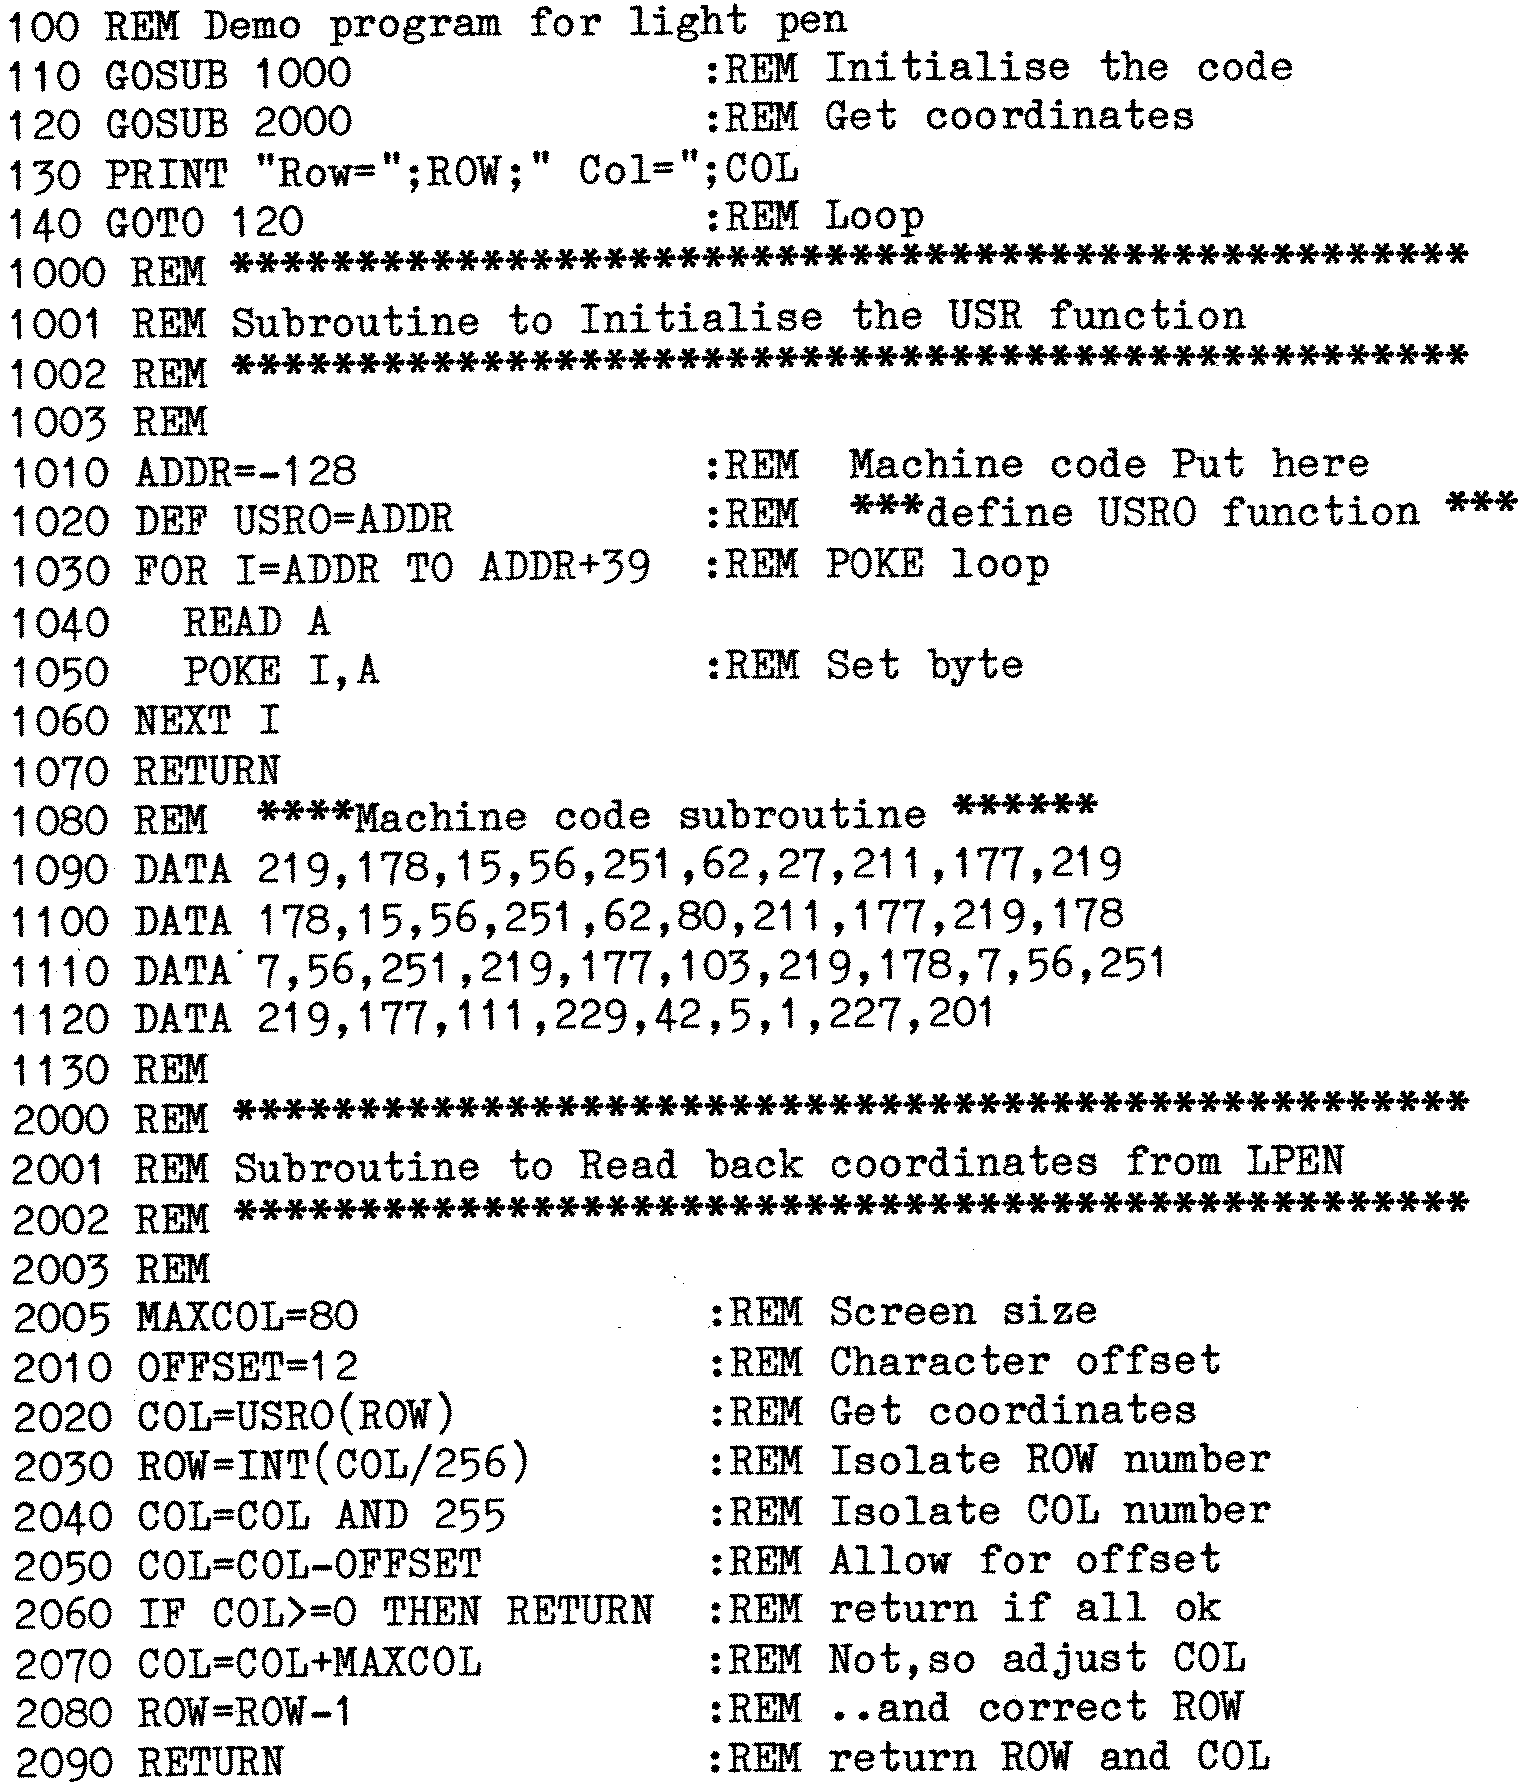 100 REM Demo program for light pen
110 GOSUB 1000 :REM Initialise the code
120 GOSUB 2000 :REM Get coordinates
130 PRINT "Row=";ROW;" Col=";COL
140 GOTO 120 :REM Loop
1000 REM **************************************************
1001 REM Subroutine to Initialise the USR function
1002 REM **************************************************
1003 REM
1010 ADDR=-128 :REM  Machine code Put here
1020 DEF USR0=ADDR :REM  ***define USR0 function ***
1030 FOR I=ADDR TO ADDR+39 :REM POKE loop
1040   READ A
1050   POKE I,A :REM Set byte
1060 NEXT I
1070 RETURN
1080 REM  ****Machine code subroutine ******
1090 DATA 219,178,15,56,251,62,27,211,177,219
1100 DATA 178,15,56,251,62,80,211,177,219,178
1110 DATA 7,56,251,219,177,103,219,178,7,56,251
1120 DATA 219,177,111,229,42,5,1,227,201
1130 REM
2000 REM **************************************************
2001 REM Subroutine to Read back coordinates from LPEN
2002 REM **************************************************
2003 REM
2005 MAXCOL=80 :REM Screen size
2010 OFFSET=12 :REM Character offset
2020 COL=USR0(ROW) :REM Get coordinates
2030 ROW=INT(COL/256) :REM Isolate ROW number
2040 COL=COL AND 255 :REM Isolate COL number
2050 COL=COL-OFFSET :REM Allow for offset
2060 IF COL>=0 THEN RETURN :REM return if all ok
2070 COL=COL+MAXCOL :REM Not,so adjust COL
2080 ROW=ROW-1 :REM ..and correct ROW
2090 RETURN :REM return ROW and COL